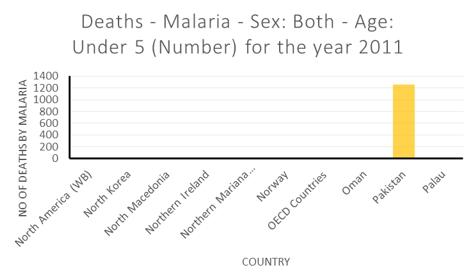 Deaths - Malaria - Sex: Both - Age:
Under 5 (Number) for the year 2011
NO OF DEATHS BY MALARIA
1400
1200
1000
800
600
400
200
0
North America (WB)
North Korea
North Macedonia
Northern Ireland
Northern Mariana...
Norway
OECD Countries
Oman
Pakistan
Palau
COUNTRY